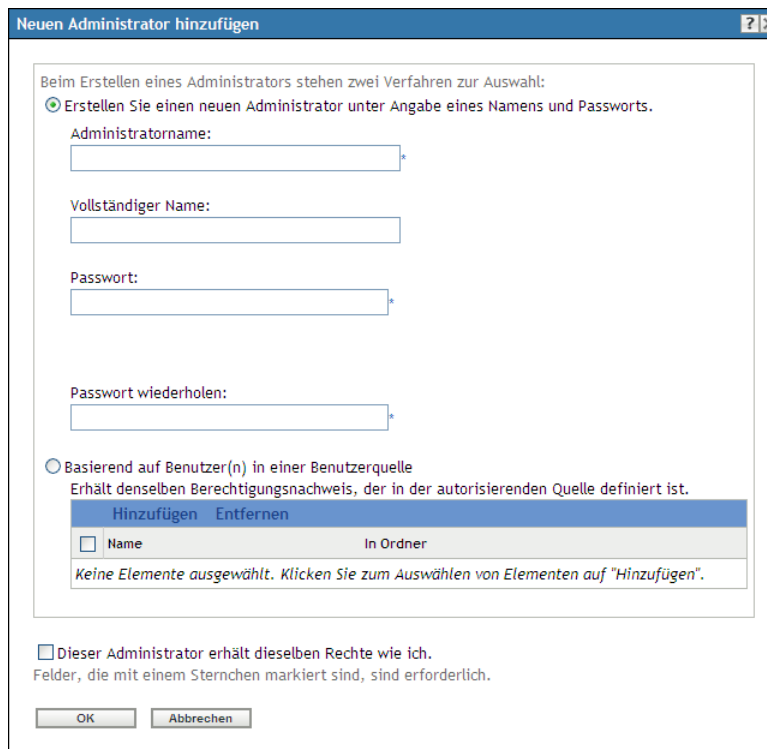 Neuen Administrator hinzufügen ?
Beim Erstellen eines Administrators stehen zwei Verfahren zur Auswahl:
Erstellen Sie einen neuen Administrator unter Angabe eines Namens und Passworts.
Administratorname:
*
Vollständiger Name:
Passwort:
*
Passwort wiederholen:
*
Basierend auf Benutzer(n) in einer Benutzerquelle
Erhält denselben Berechtigungsnachweis, der in der autorisierenden Quelle definiert ist.
Hinzufügen Entfernen
Name In Ordner
Keine Elemente ausgewählt. Klicken Sie zum Auswählen von Elementen auf "Hinzufügen".
Dieser Administrator erhält dieselben Rechte wie ich.
Felder, die mit einem Sternchen markiert sind, sind erforderlich.
OK Abbrechen